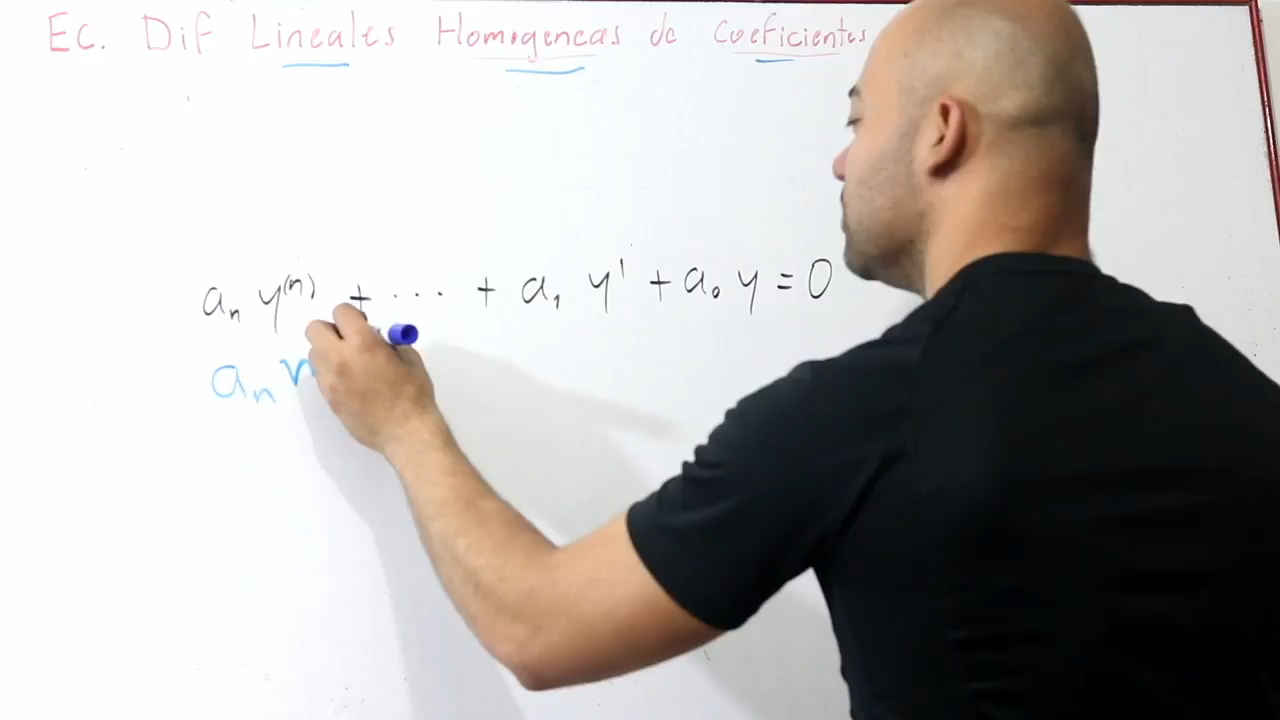 Ec. Dif Lineales Homogeneas de Coeficientes
aₙ y⁽ⁿ⁾ + ... + a₁ y' + a₀ y = 0
aₙ